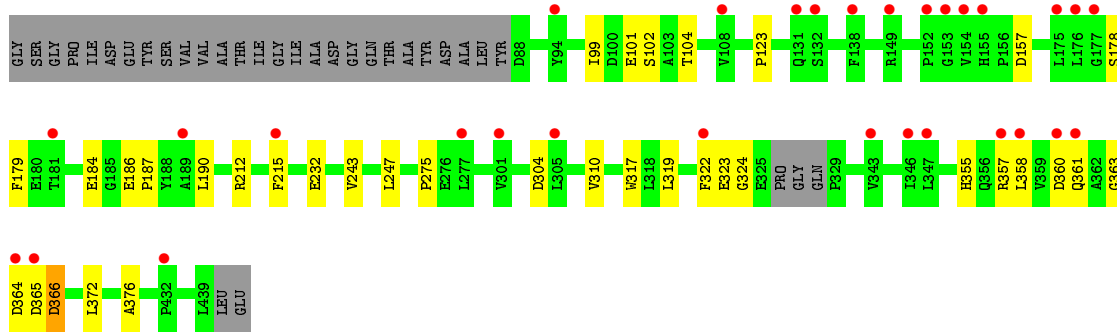 GLY SER GLY PRO ILE ASP GLU TYR SER VAL VAL ALA THR ILE GLY ILE ALA ASP GLY GLN THR ALA TYR ASP ALA LEU TYR D88 Y94 I99 D100 E101 S102 A103 T104 V108 P123 Q131 S132 F138 R149 P152 G153 V154 H155 P156 D157 L175 L176 G177 S178
F179 E180 T181 E184 G185 E186 P187 Y188 A189 L190 R212 F215 E232 V243 L247 P275 E276 L277 V301 D304 L305 V310 W317 L318 L319 F322 E323 G324 E325 PRO GLY GLN P329 V343 I346 L347 H355 Q356 R357 L358 V359 D360 Q361 A362 G363
D364 D365 D366 L372 A376 P432 L439 LEU GLU